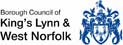 Borough Council of
King's Lynn &
West Norfolk